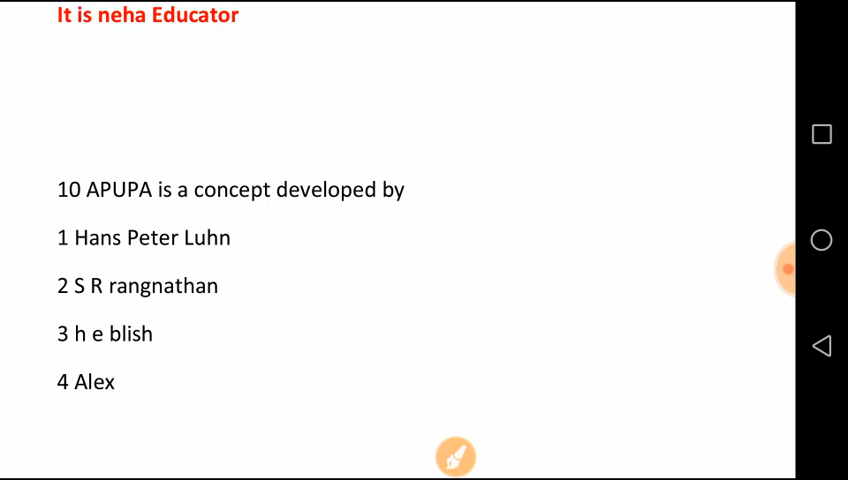 It is neha Educator
10 APUPA is a concept developed by
1 Hans Peter Luhn
2 S R rangnathan
3 h e blish
4 Alex